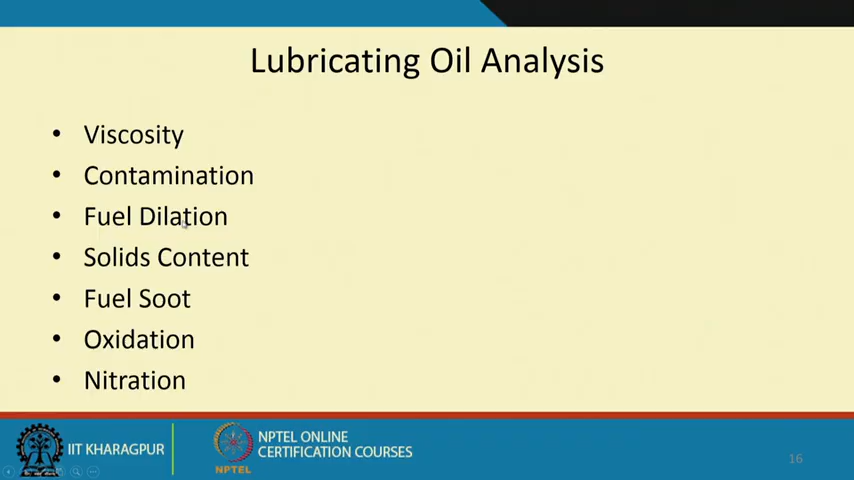 Lubricating Oil Analysis
• Viscosity
• Contamination
• Fuel Dilation
• Solids Content
• Fuel Soot
• Oxidation
• Nitration
IIT KHARAGPUR
NPTEL
NPTEL ONLINE
CERTIFICATION COURSES
16